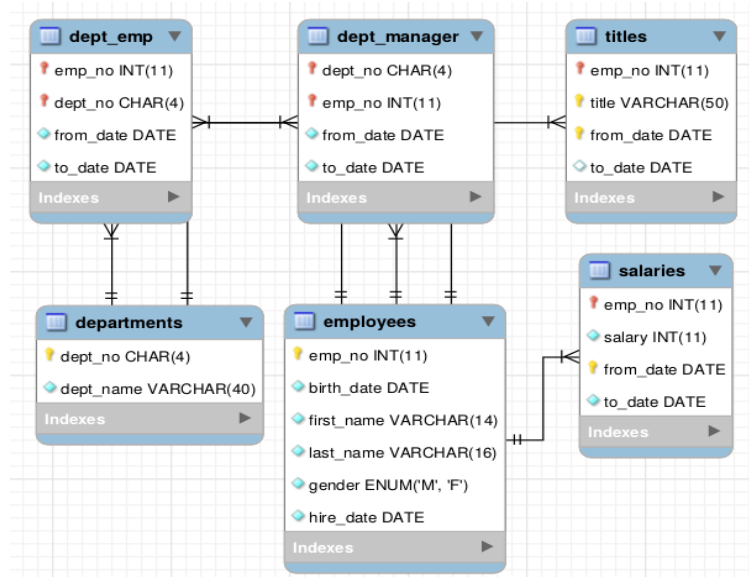 dept_emp
emp_no INT(11)
dept_no CHAR(4)
from_date DATE
to_date DATE
Indexes
dept_manager
dept_no CHAR(4)
emp_no INT(11)
from_date DATE
to_date DATE
Indexes
titles
emp_no INT(11)
title VARCHAR(50)
from_date DATE
to_date DATE
Indexes
departments
dept_no CHAR(4)
dept_name VARCHAR(40)
Indexes
employees
emp_no INT(11)
birth_date DATE
first_name VARCHAR(14)
last_name VARCHAR(16)
gender ENUM('M', 'F')
hire_date DATE
Indexes
salaries
emp_no INT(11)
salary INT(11)
from_date DATE
to_date DATE
Indexes